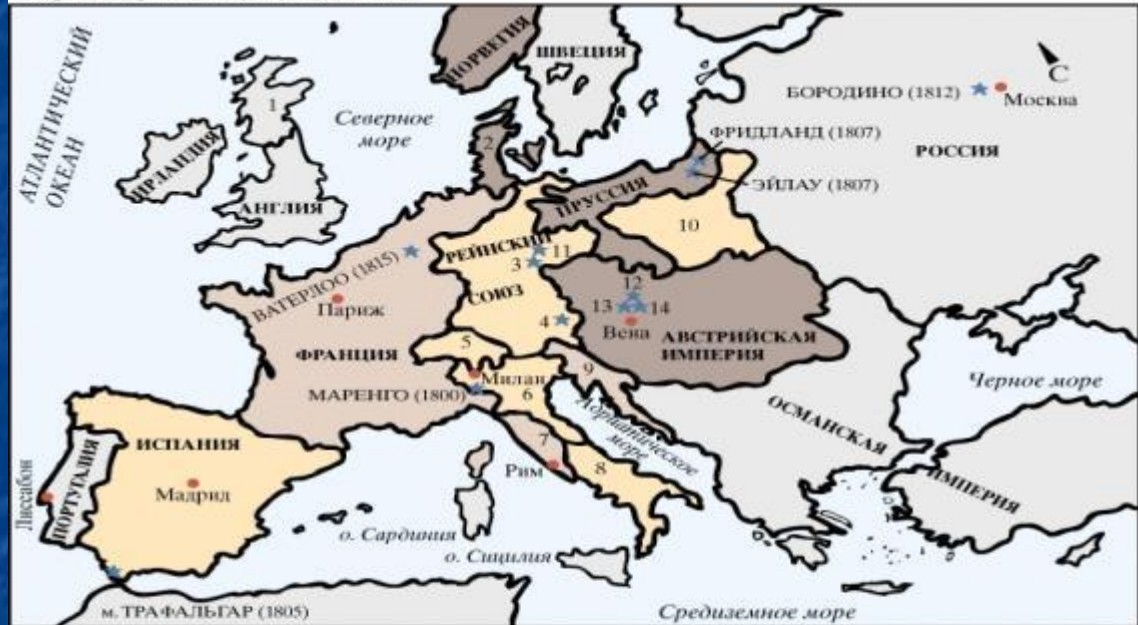 АТЛАНТИЧЕСКИЙ
ОКЕАН
НОРВЕГИЯ
ШВЕЦИЯ
С
БОРОДИНО (1812)
Москва
1
Северное
море
2
ФРИДЛАНД (1807)
РОССИЯ
ИРЛАНДИЯ
АНГЛИЯ
ЭЙЛАУ (1807)
ПРУССИЯ
10
РЕЙНСКИЙ
11
3
ВАТЕРЛОО (1815)
СОЮЗ
12
Париж
13
14
4
Вена
АВСТРИЙСКАЯ
ИМПЕРИЯ
5
ФРАНЦИЯ
9
Милан
МАРЕНГО (1800)
6
Черное море
Адриатическое
море
ОСМАНСКАЯ
ИМПЕРИЯ
7
ИСПАНИЯ
Рим
8
Мадрид
ПОРТУГАЛИЯ
Лиссабон
о. Сардиния
о. Сицилия
м. ТРАФАЛЬГАР (1805)
Средиземное море